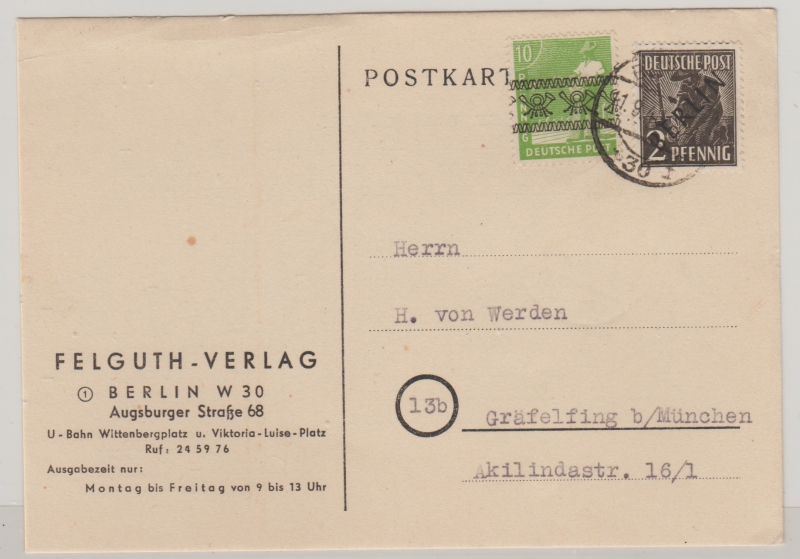 POSTKART
10
DEUTSCHE POST
DEUTSCHE POST
BERLIN
2 PFENNIG
Herrn
H. von Werden
13b
Gräfelfing b/München
Akilindastr. 16/1
FELGUTH-VERLAG
① BERLIN W 30
Augsburger Straße 68
U-Bahn Wittenbergplatz u. Viktoria-Luise-Platz
Ruf: 24 59 76
Ausgabezeit nur:
Montag bis Freitag von 9 bis 13 Uhr